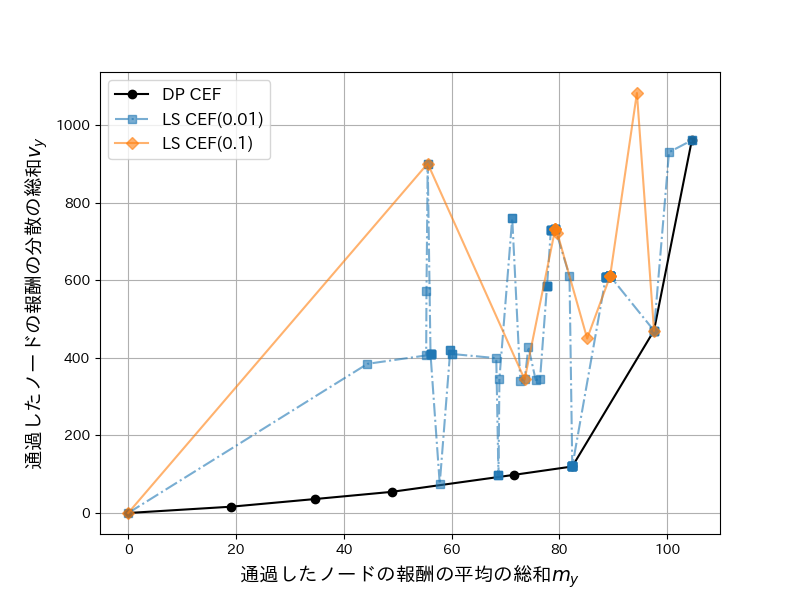 DP CEF
LS CEF(0.01)
LS CEF(0.1)
通過したノードの報酬の分散の総和v_y
1000
800
600
400
200
0
0 20 40 60 80 100
通過したノードの報酬の平均の総和m_y